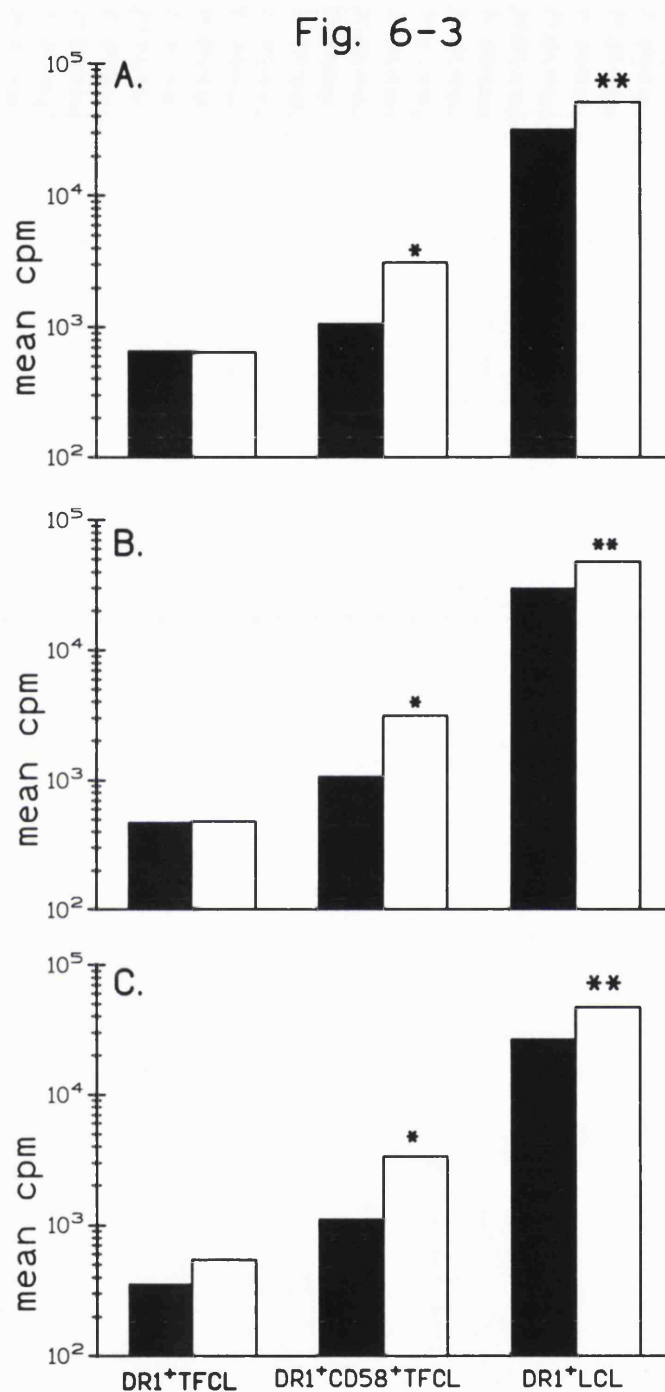 Fig. 6-3
A.
10⁵
10⁴
10³
10²
mean cpm
*
**
B.
10⁵
10⁴
10³
10²
mean cpm
*
**
C.
10⁵
10⁴
10³
10²
mean cpm
*
**
DR1⁺TFCL DR1⁺CD58⁺TFCL DR1⁺LCL